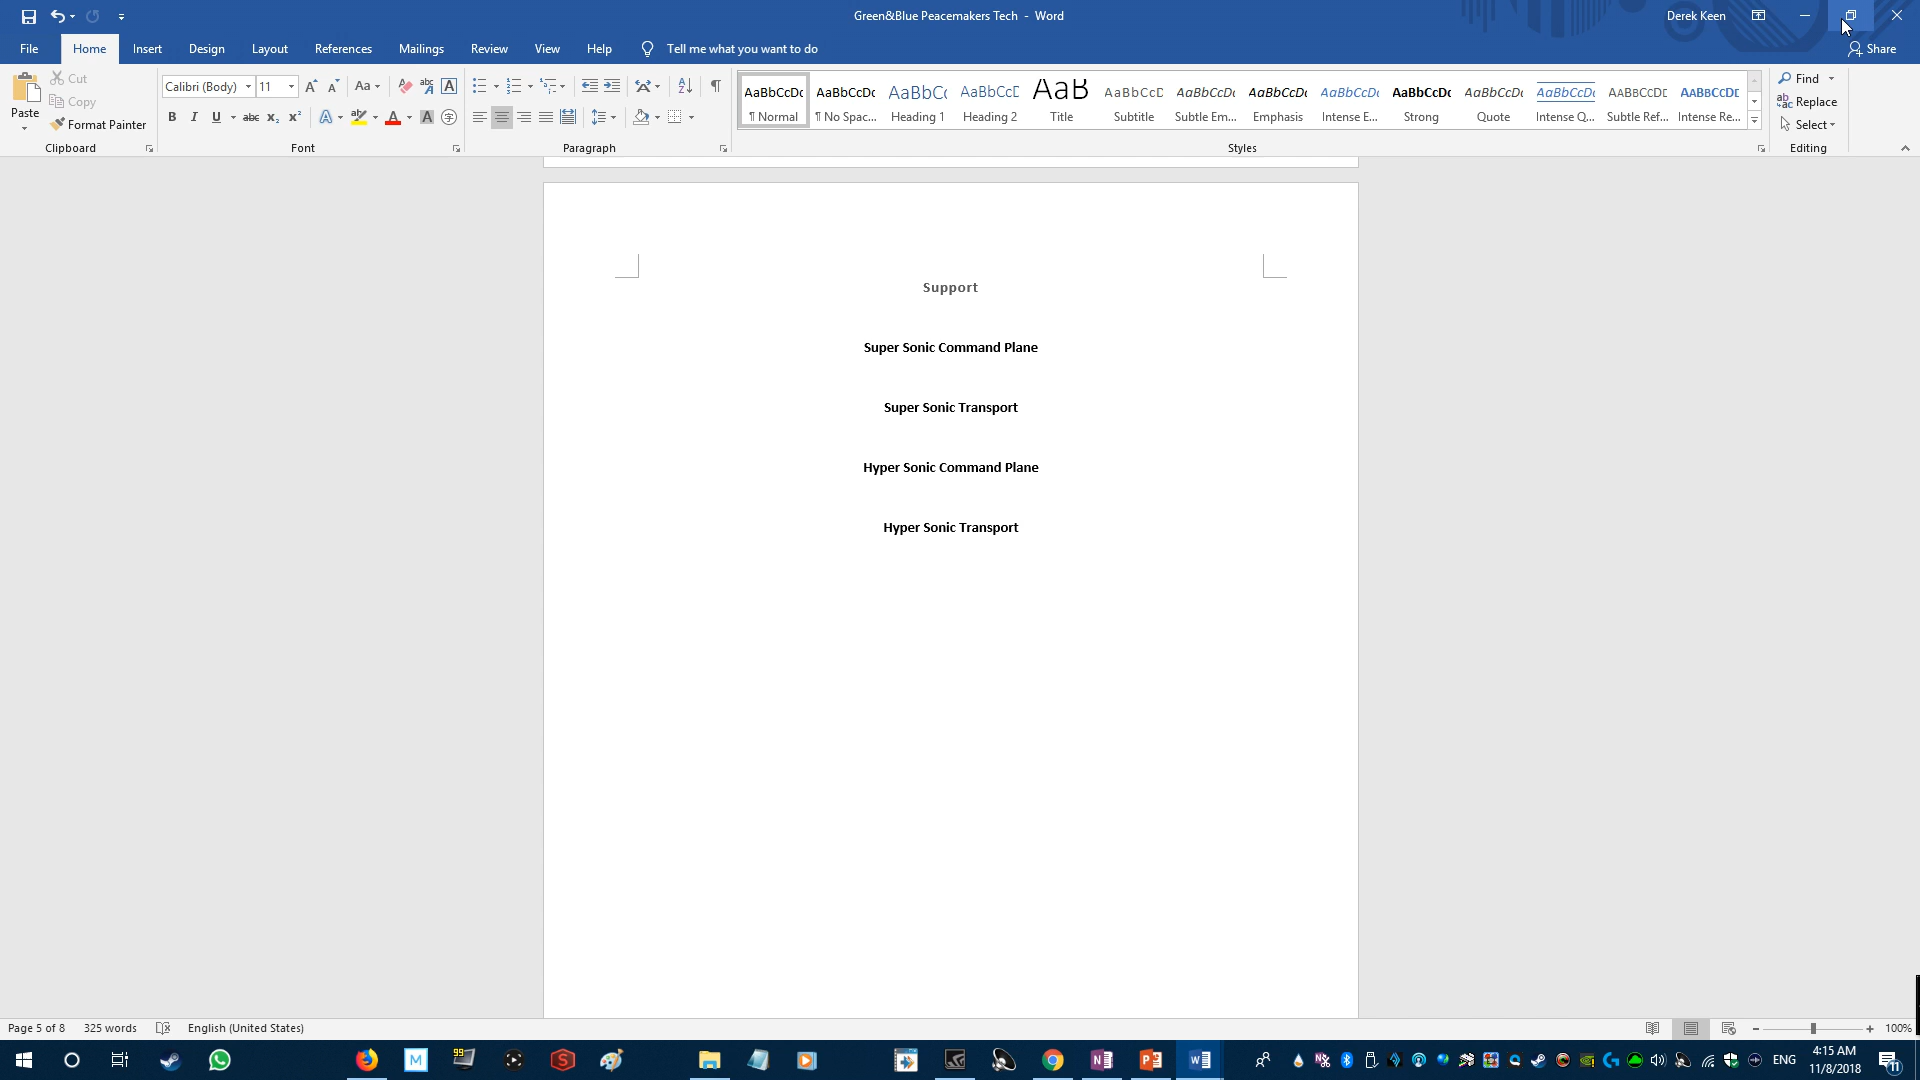 Green&Blue Peacemakers Tech - Word
Derek Keen
File Home Insert Design Layout References Mailings Review View Help Tell me what you want to do
Share
Paste
Cut
Copy
Format Painter
Clipboard
Calibri (Body) 11
Font
Paragraph
AaBbCcDc AaBbCcDc AaBbC( AaBbCcE AaB AaBbCcD AaBbCcDc AaBbCcDc AaBbCcDc AaBbCcDc AaBbCcDc AaBbCcDc AABBCCDE AABBCCDE
¶ Normal ¶ No Spac... Heading 1 Heading 2 Title Subtitle Subtle Em... Emphasis Intense E... Strong Quote Intense Q... Subtle Ref... Intense Re...
Styles
Find
Replace
Select
Editing
Support
Super Sonic Command Plane
Super Sonic Transport
Hyper Sonic Command Plane
Hyper Sonic Transport
Page 5 of 8 325 words English (United States)
100%
99
ENG
4:15 AM
11/8/2018
11